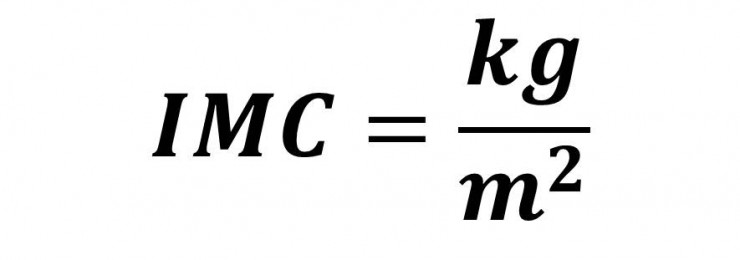 IMC = kg/m²